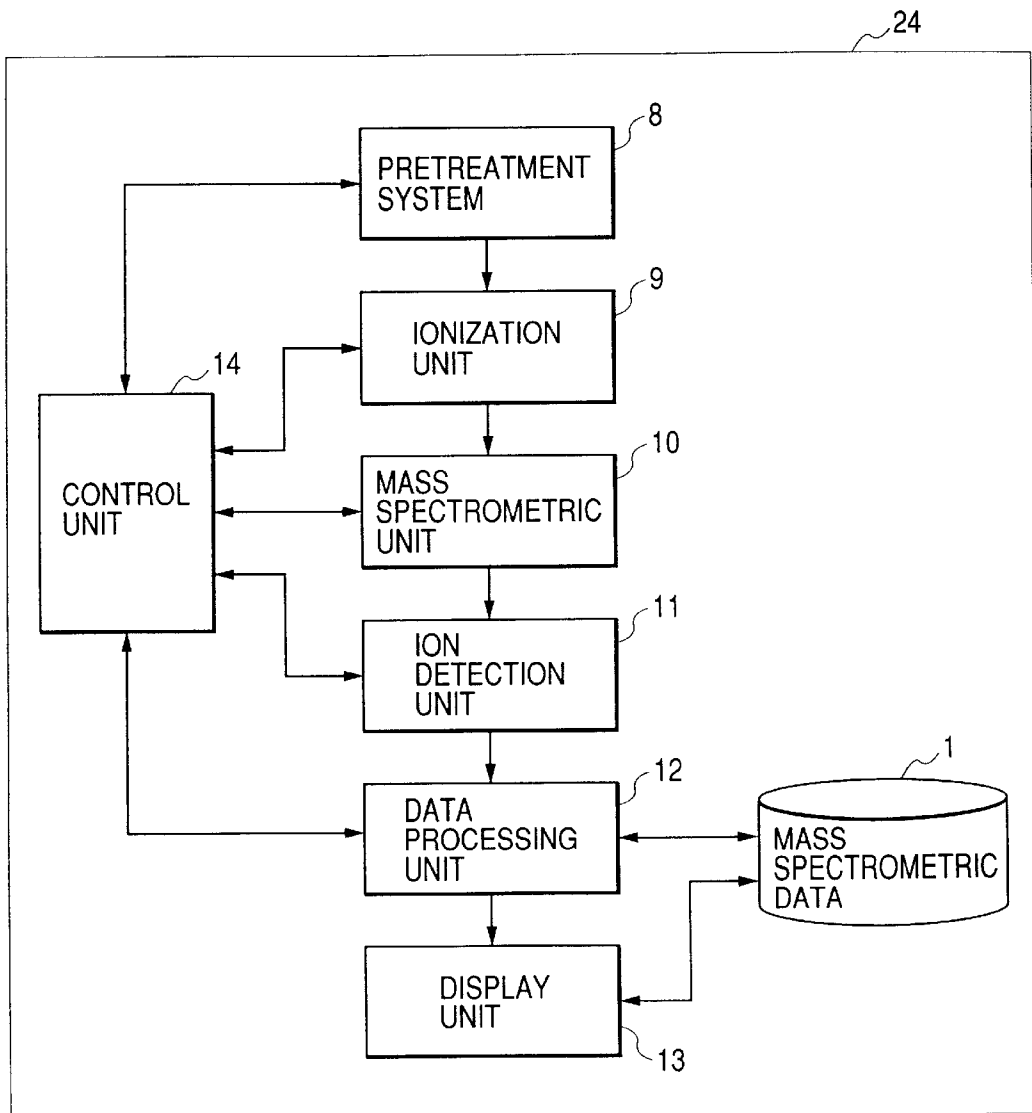 24
8
PRETREATMENT
SYSTEM
9
IONIZATION
UNIT
14
CONTROL
UNIT
10
MASS
SPECTROMETRIC
UNIT
11
ION
DETECTION
UNIT
12
DATA
PROCESSING
UNIT
1
MASS
SPECTROMETRIC
DATA
DISPLAY
UNIT
13